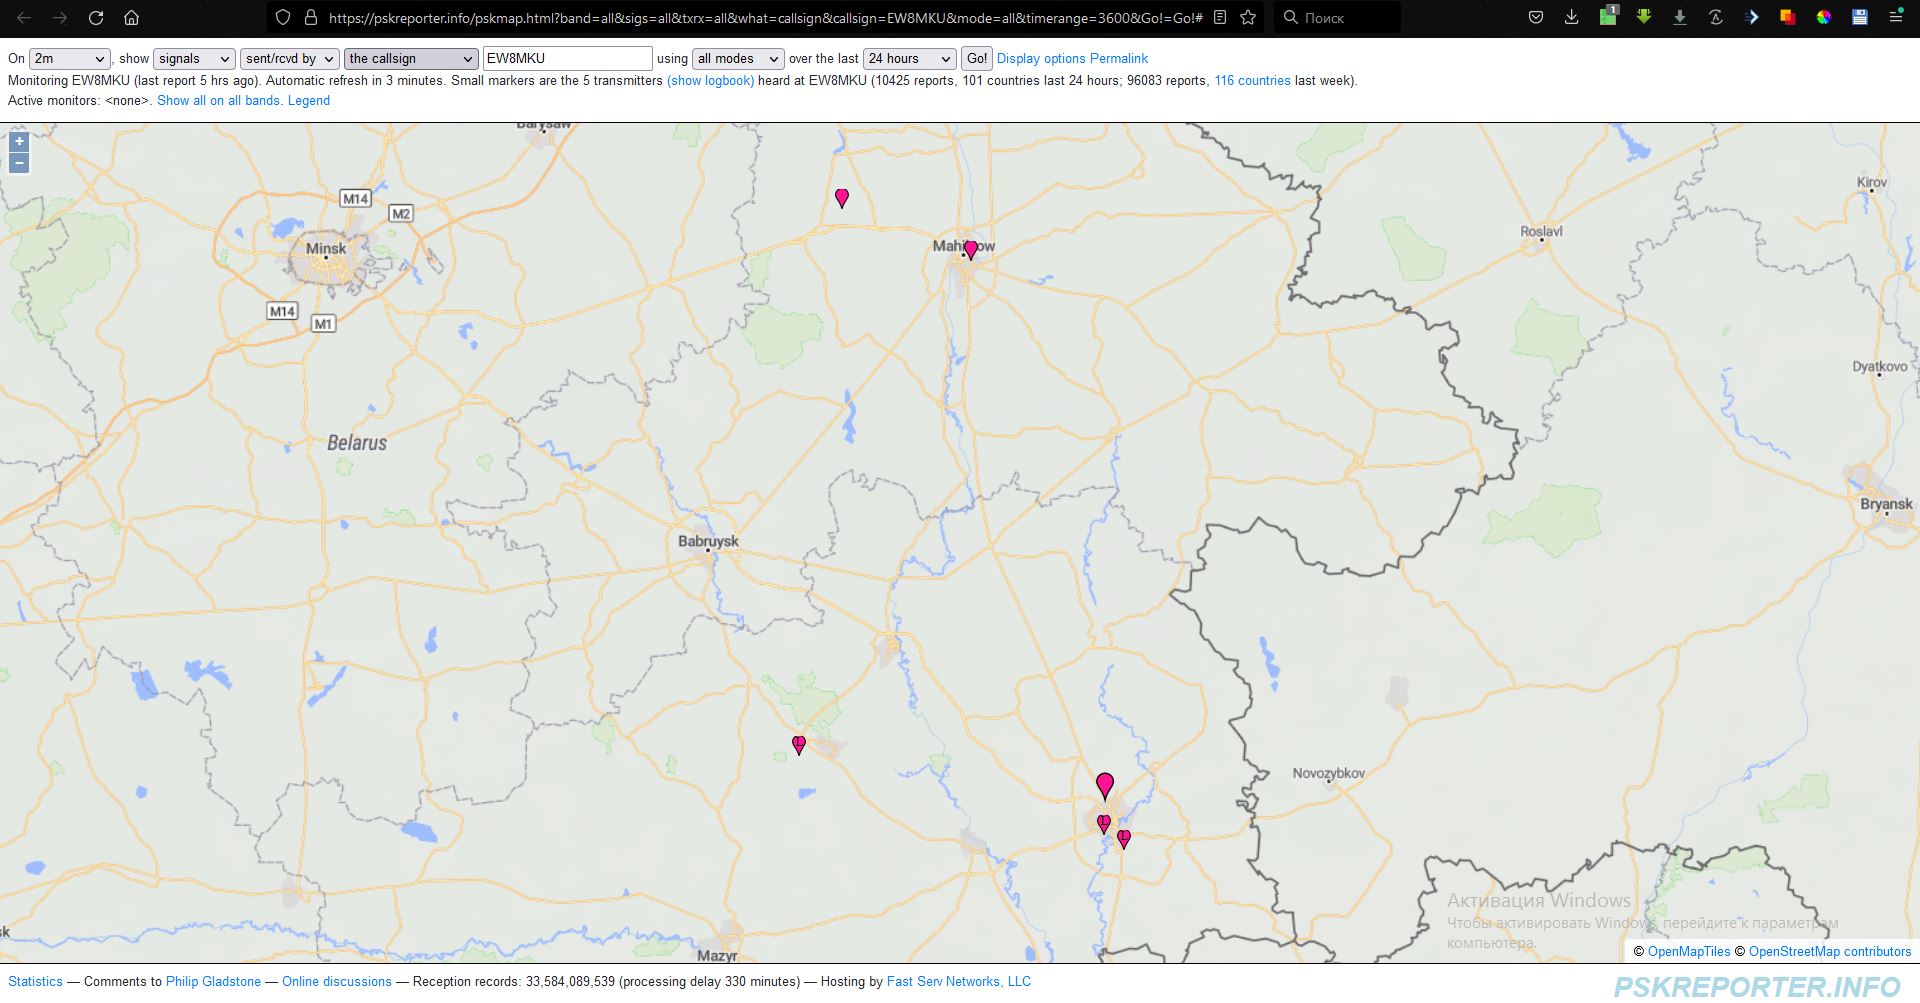 https://pskreporter.info/pskmap.html?band=all&sigs=all&txrx=all&what=callsign&callsign=EW8MKU&mode=all&timerange=3600&Go!=Go!#
Поиск
1
On 2m , show signals sent/rcvd by the callsign EW8MKU using all modes over the last 24 hours Go! Display options Permalink
Monitoring EW8MKU (last report 5 hrs ago). Automatic refresh in 3 minutes. Small markers are the 5 transmitters (show logbook) heard at EW8MKU (10425 reports, 101 countries last 24 hours; 96083 reports, 116 countries last week).
Active monitors: <none>. Show all on all bands. Legend
+
−
Barysaw
M14
M2
Minsk
M14
M1
Roslavl
Kirov
Dyatkovo
Belarus
Babruysk
Bryansk
Novozybkov
Mazyr
L
L
L
Активация Windows
Чтобы активировать Windows, перейдите к параметрам
компьютера.
© OpenMapTiles © OpenStreetMap contributors
Statistics — Comments to Philip Gladstone — Online discussions — Reception records: 33,584,089,539 (processing delay 330 minutes) — Hosting by Fast Serv Networks, LLC
PSKREPORTER.INFO